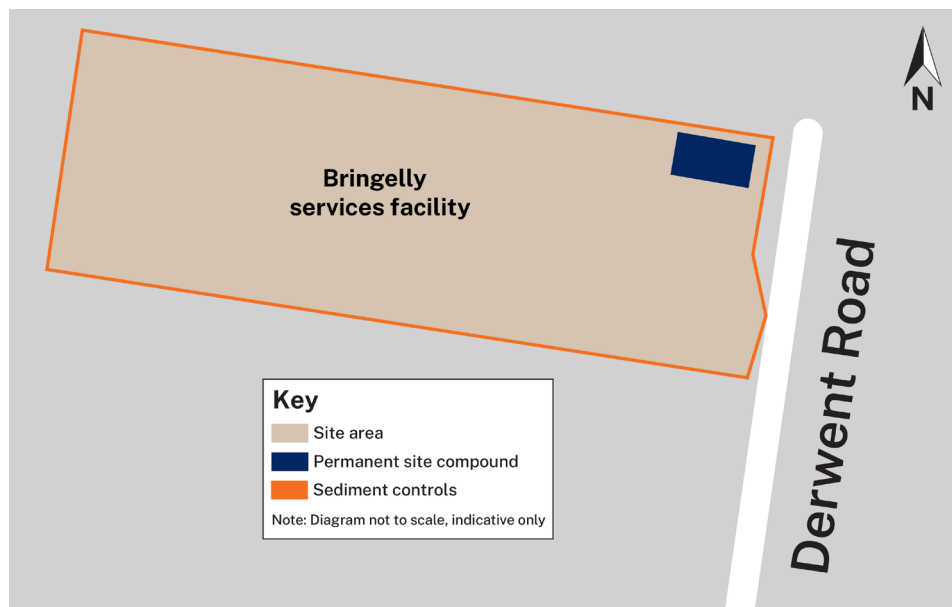 N
Bringelly
services facility
Derwent Road
Key
Site area
Permanent site compound
Sediment controls
Note: Diagram not to scale, indicative only